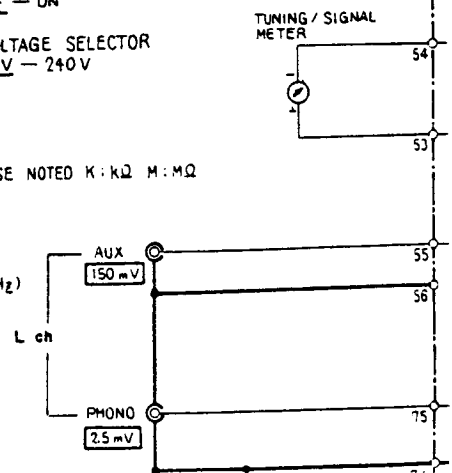 — ON
LTAGE SELECTOR
V — 240V
TUNING / SIGNAL
METER
-
+
54
53
SE NOTED K : kΩ M : MΩ
AUX
150 mV
55
56
Hz)
L ch
PHONO
2.5 mV
75